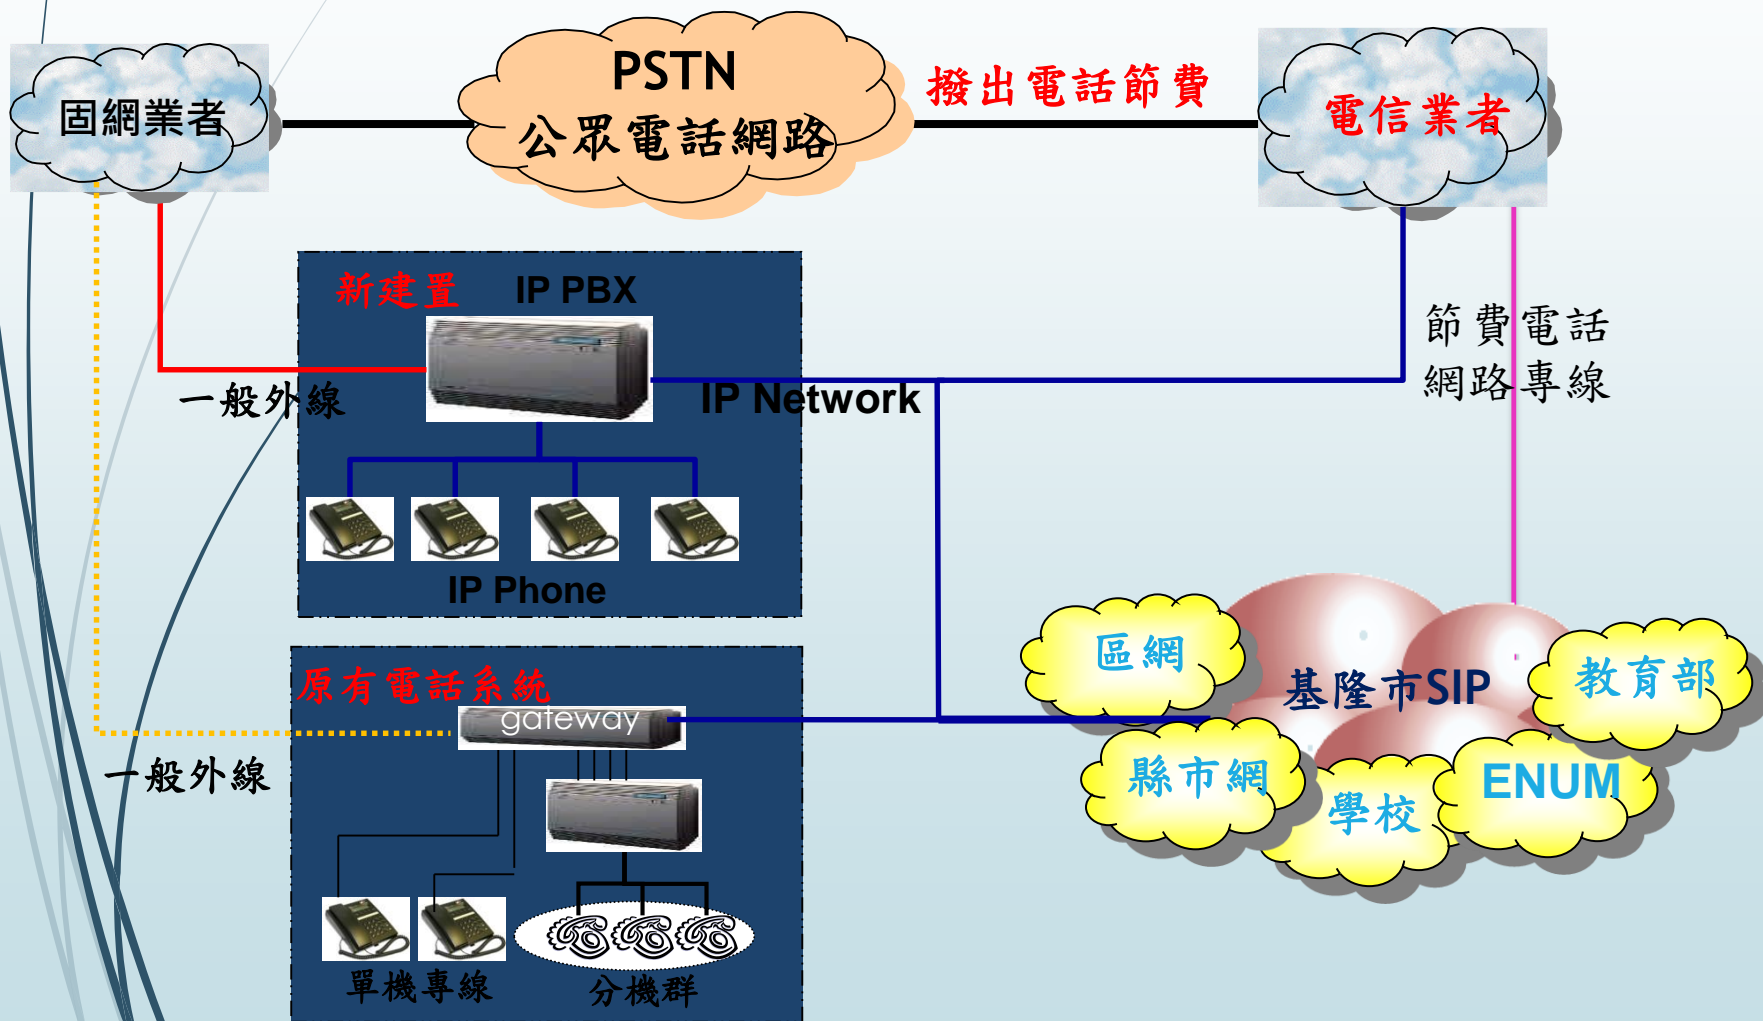 PSTN
公眾電話網路
固網業者
撥出電話節費
電信業者
新建置
IP PBX
一般外線
IP Network
節費電話
網路專線
IP Phone
原有電話系統
gateway
一般外線
單機專線
分機群
區網
基隆市SIP
教育部
縣市網
學校
ENUM